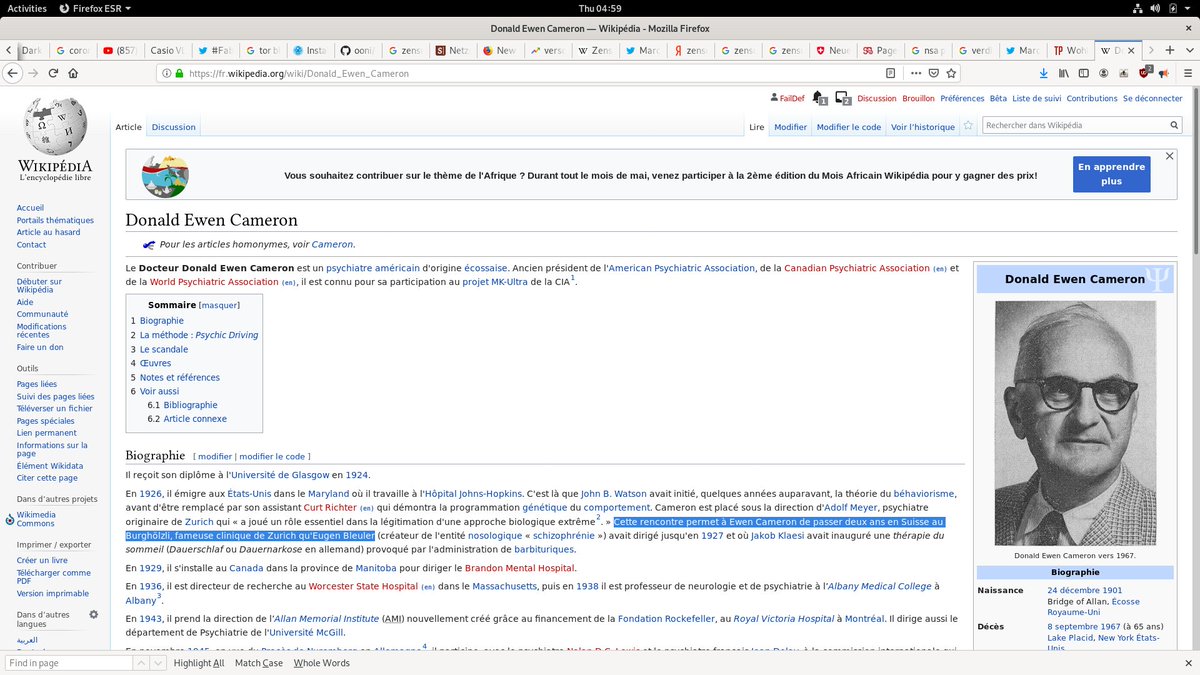 Activities Firefox ESR Thu 04:59
Donald Ewen Cameron — Wikipédia - Mozilla Firefox
Dark coro (857) Casio VL #Fab tor bl Insta ooni/ zens Netz New verso W Zens Marc zens zens zens Neue Page nsa p verd Marc Woh W D
https://fr.wikipedia.org/wiki/Donald_Ewen_Cameron
FailDef 1 2 Discussion Brouillon Préférences Bêta Liste de suivi Contributions Se déconnecter
Article Discussion Lire Modifier Modifier le code Voir l'historique Rechercher dans Wikipédia
WIKIPÉDIA
L'encyclopédie libre
Accueil
Portails thématiques
Article au hasard
Contact
Contribuer
Débuter sur
Wikipédia
Aide
Communauté
Modifications
récentes
Faire un don
Outils
Pages liées
Suivi des pages liées
Téléverser un fichier
Pages spéciales
Lien permanent
Informations sur la
page
Élément Wikidata
Citer cette page
Dans d'autres projets
Wikimedia
Commons
Imprimer / exporter
Créer un livre
Télécharger comme
PDF
Version imprimable
Dans d'autres
langues
العربية
Vous souhaitez contribuer sur le thème de l'Afrique ? Durant tout le mois de mai, venez participer à la 2ème édition du Mois Africain Wikipédia pour y gagner des prix!
En apprendre
plus
Donald Ewen Cameron
Pour les articles homonymes, voir Cameron.
Le Docteur Donald Ewen Cameron est un psychiatre américain d'origine écossaise. Ancien président de l'American Psychiatric Association, de la Canadian Psychiatric Association (en) et
de la World Psychiatric Association (en), il est connu pour sa participation au projet MK-Ultra de la CIA1.
Sommaire [masquer]
1 Biographie
2 La méthode : Psychic Driving
3 Le scandale
4 Œuvres
5 Notes et références
6 Voir aussi
6.1 Bibliographie
6.2 Article connexe
Biographie [ modifier | modifier le code ]
Il reçoit son diplôme à l'Université de Glasgow en 1924.
En 1926, il émigre aux États-Unis dans le Maryland où il travaille à l'Hôpital Johns-Hopkins. C'est là que John B. Watson avait initié, quelques années auparavant, la théorie du béhaviorisme,
avant d'être remplacé par son assistant Curt Richter (en) qui démontra la programmation génétique du comportement. Cameron est placé sous la direction d'Adolf Meyer, psychiatre
originaire de Zurich qui « a joué un rôle essentiel dans la légitimation d'une approche biologique extrême2. » Cette rencontre permet à Ewen Cameron de passer deux ans en Suisse au
Burghölzli, fameuse clinique de Zurich qu'Eugen Bleuler (créateur de l'entité nosologique « schizophrénie ») avait dirigé jusqu'en 1927 et où Jakob Klaesi avait inauguré une thérapie du
sommeil (Dauerschlaf ou Dauernarkose en allemand) provoqué par l'administration de barbituriques.
En 1929, il s'installe au Canada dans la province de Manitoba pour diriger le Brandon Mental Hospital.
En 1936, il est directeur de recherche au Worcester State Hospital (en) dans le Massachusetts, puis en 1938 il est professeur de neurologie et de psychiatrie à l'Albany Medical College à
Albany3.
En 1943, il prend la direction de l'Allan Memorial Institute (AMI) nouvellement créé grâce au financement de la Fondation Rockefeller, au Royal Victoria Hospital à Montréal. Il dirige aussi le
département de Psychiatrie de l'Université McGill.
Donald Ewen Cameron
Donald Ewen Cameron vers 1967.
Biographie
Naissance 24 décembre 1901
Bridge of Allan, Écosse
Royaume-Uni
Décès 8 septembre 1967 (à 65 ans)
Lake Placid, New York États-
Unis
Find in page Highlight All Match Case Whole Words